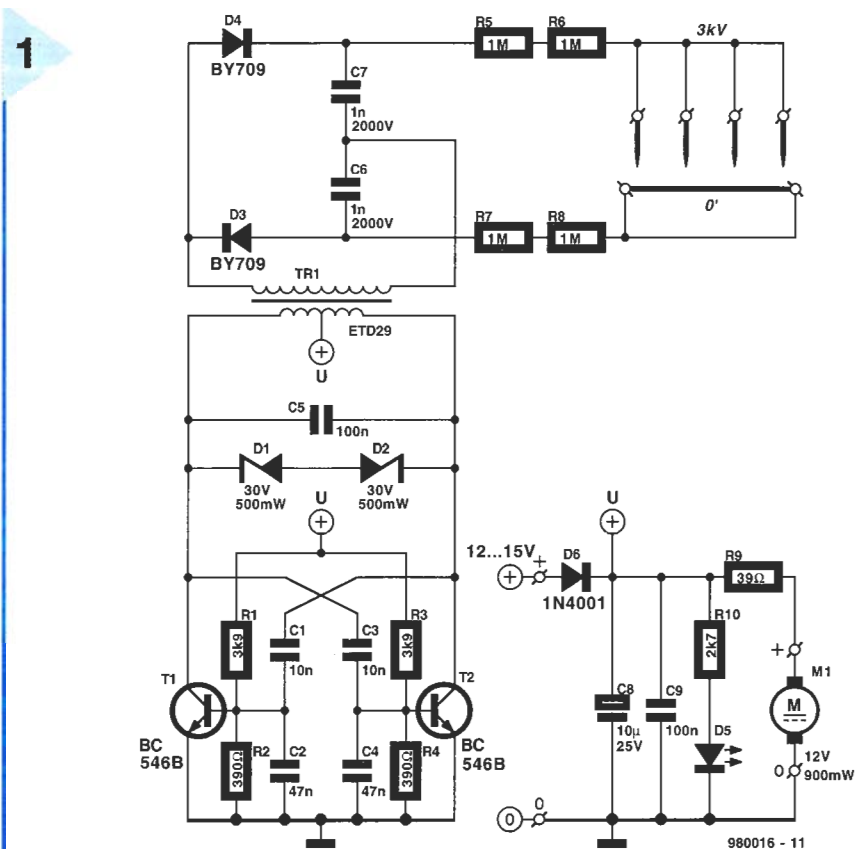 1
D4
BY709
R5
1M
R6
1M
3kV
C7
1n
2000V
C6
1n
2000V
D3
BY709
R7
1M
R8
1M
0'
TR1
ETD29
+
U
C5
100n
D1
30V
500mW
D2
30V
500mW
U
+
R1
3k9
C1
10n
C3
10n
R3
3k9
T1
BC
546B
R2
390Ω
C2
47n
C4
47n
R4
390Ω
T2
BC
546B
12...15V
+
+
D6
1N4001
U
+
R9
39Ω
R10
2k7
C8
10µ
25V
C9
100n
D5
+
M1
M
12V
900mW
0
0
0
980016 - 11